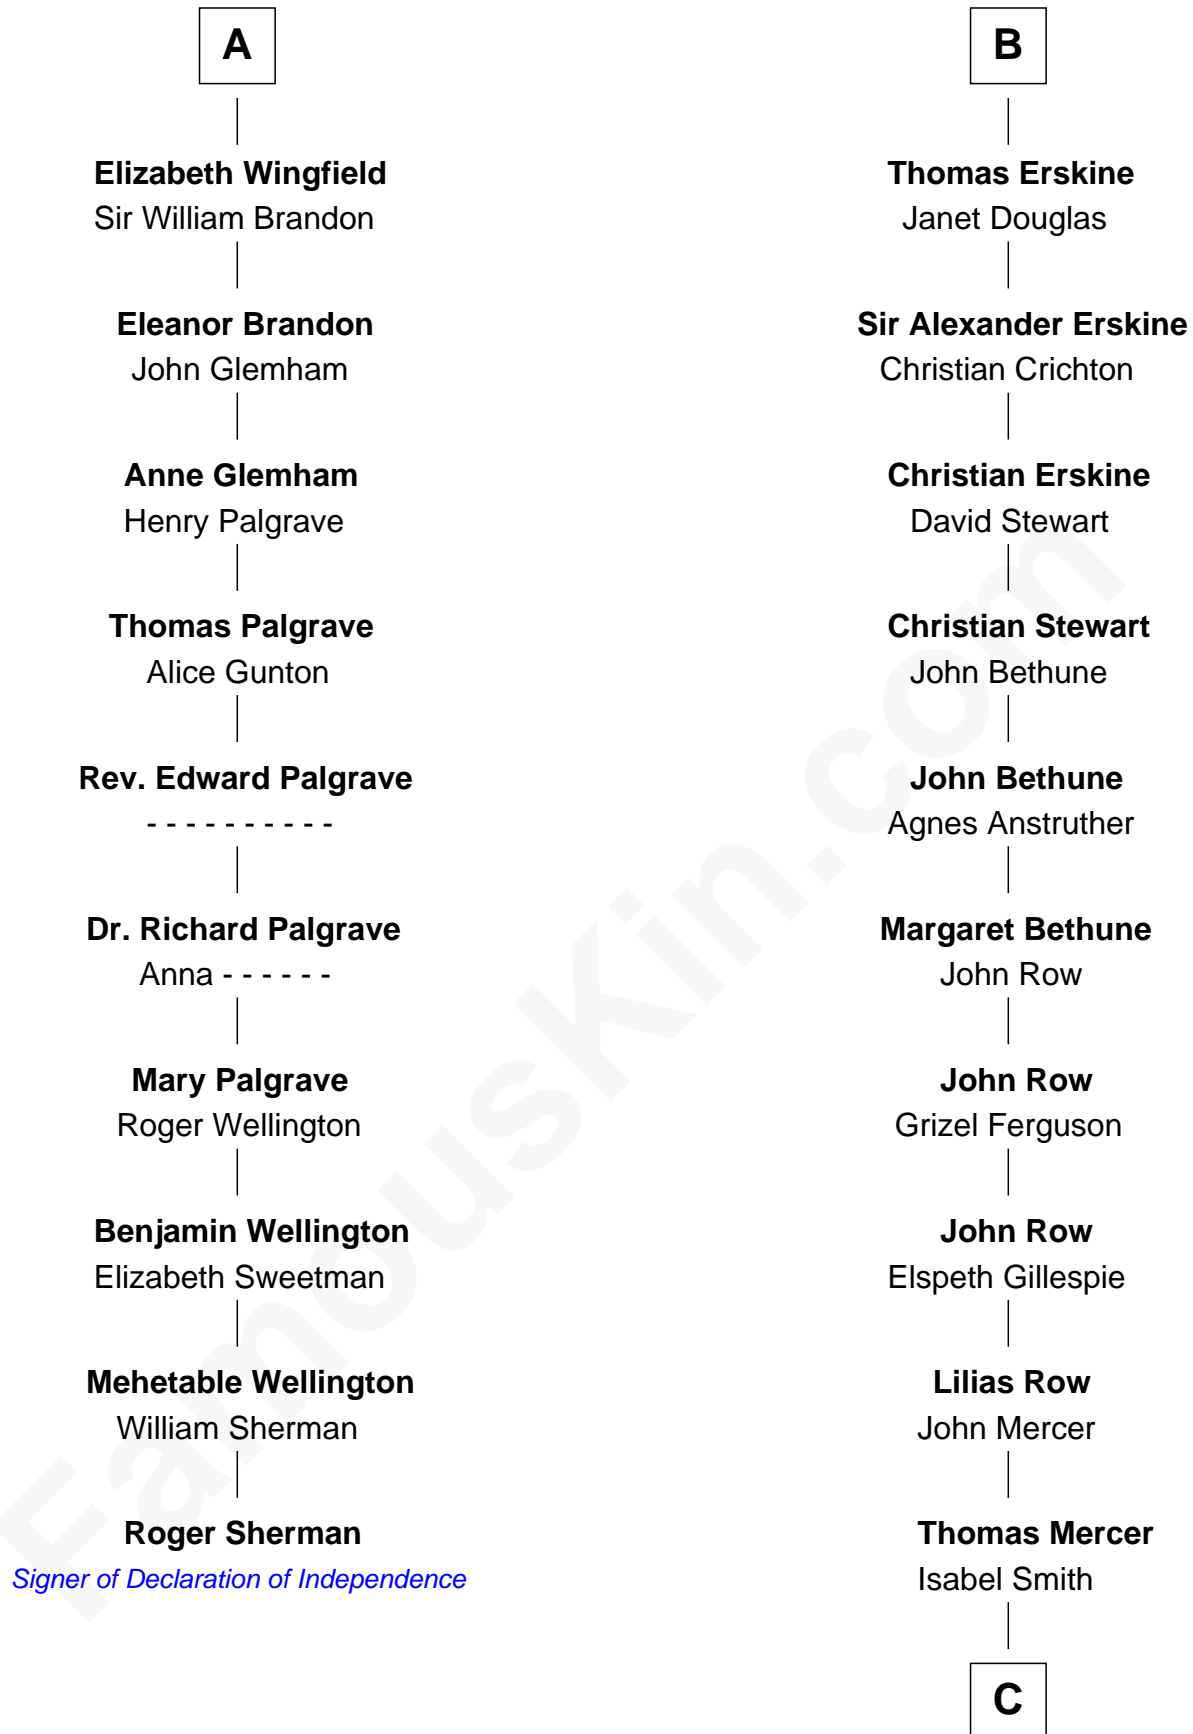 A
Elizabeth Wingfield
Sir William Brandon
Eleanor Brandon
John Glemham
Anne Glemham
Henry Palgrave
Thomas Palgrave
Alice Gunton
Rev. Edward Palgrave
- - - - - - - - - -
Dr. Richard Palgrave
Anna - - - - - -
Mary Palgrave
Roger Wellington
Benjamin Wellington
Elizabeth Sweetman
Mehetable Wellington
William Sherman
Roger Sherman
Signer of Declaration of Independence
B
Thomas Erskine
Janet Douglas
Sir Alexander Erskine
Christian Crichton
Christian Erskine
David Stewart
Christian Stewart
John Bethune
John Bethune
Agnes Anstruther
Margaret Bethune
John Row
John Row
Grizel Ferguson
John Row
Elspeth Gillespie
Lilias Row
John Mercer
Thomas Mercer
Isabel Smith
C
FamousKin.com